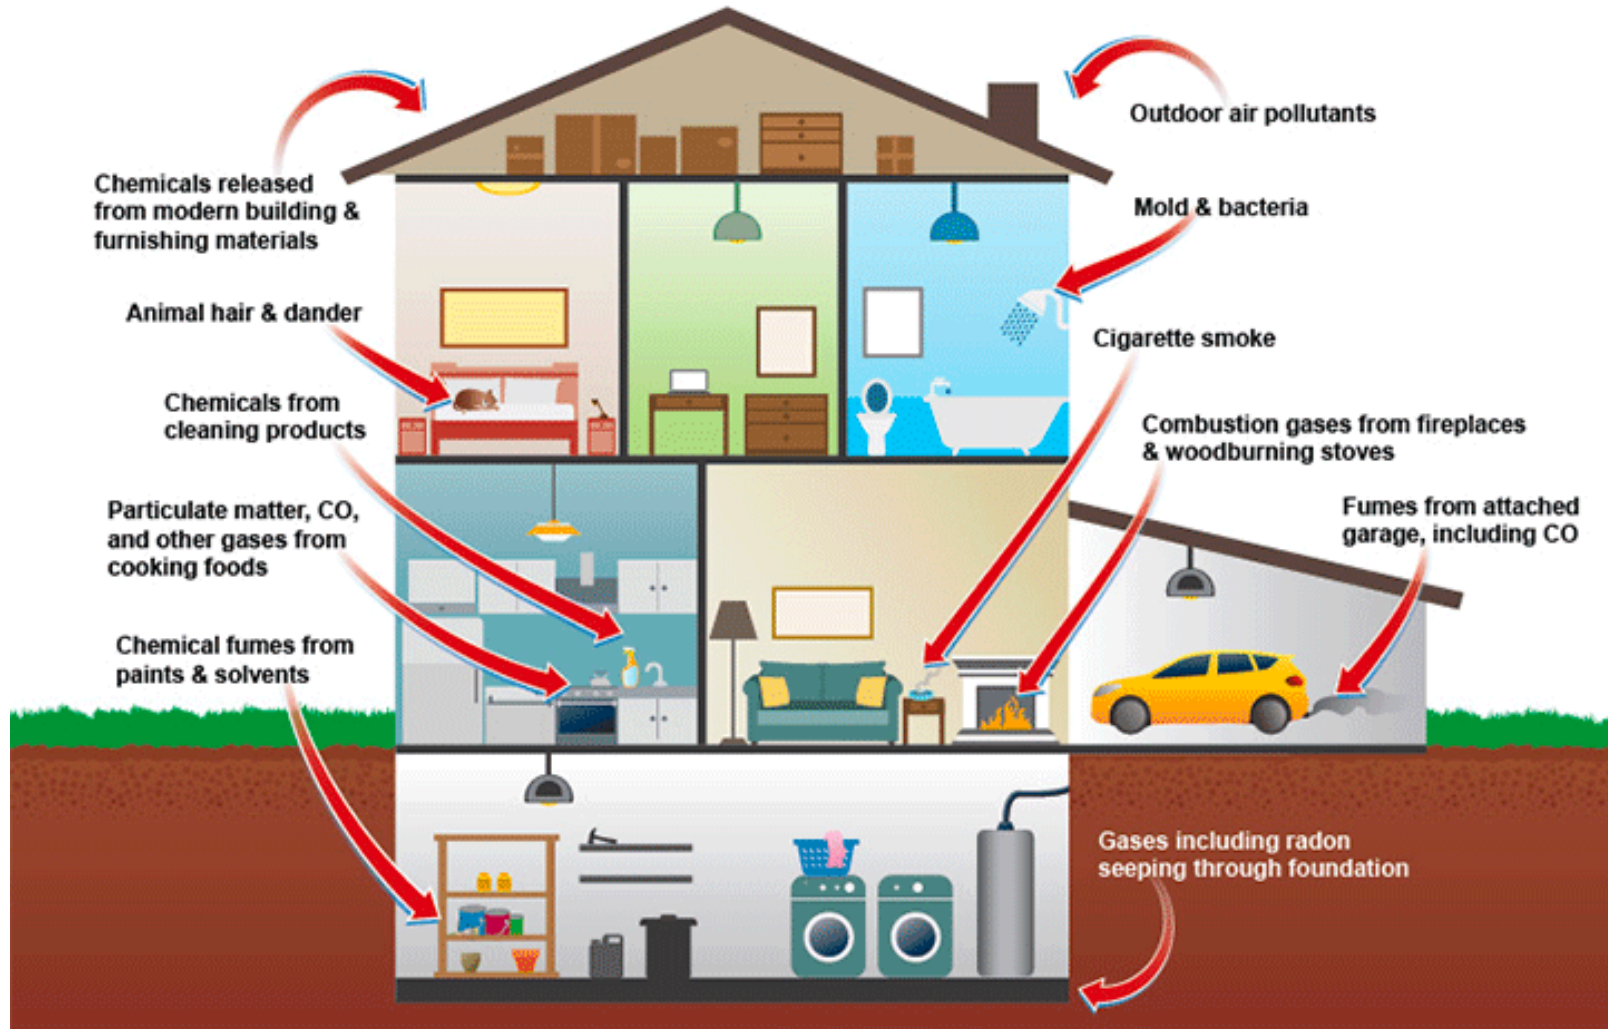 Chemicals released
from modern building &
furnishing materials
Animal hair & dander
Chemicals from
cleaning products
Particulate matter, CO,
and other gases from
cooking foods
Chemical fumes from
paints & solvents
Outdoor air pollutants
Mold & bacteria
Cigarette smoke
Combustion gases from fireplaces
& woodburning stoves
Fumes from attached
garage, including CO
Gases including radon
seeping through foundation